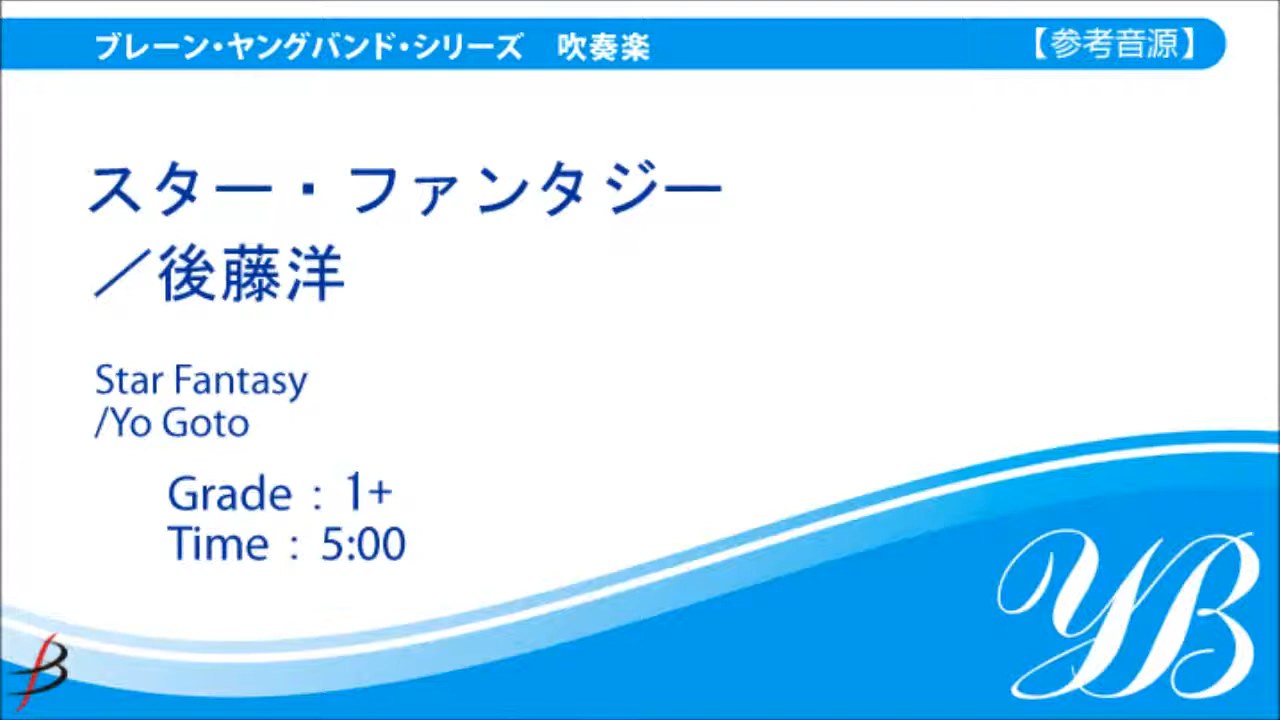 ブレーン・ヤングバンド・シリーズ　吹奏楽
【参考音源】
スター・ファンタジー
／後藤洋
Star Fantasy
/Yo Goto
Grade : 1+
Time : 5:00
YB
B